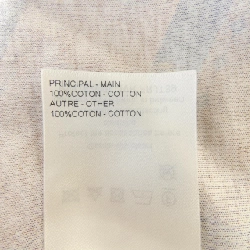 PRINCIPAL - MAIN
100%COTON - COTTON
AUTRE - OTHER
100%COTON - COTTON